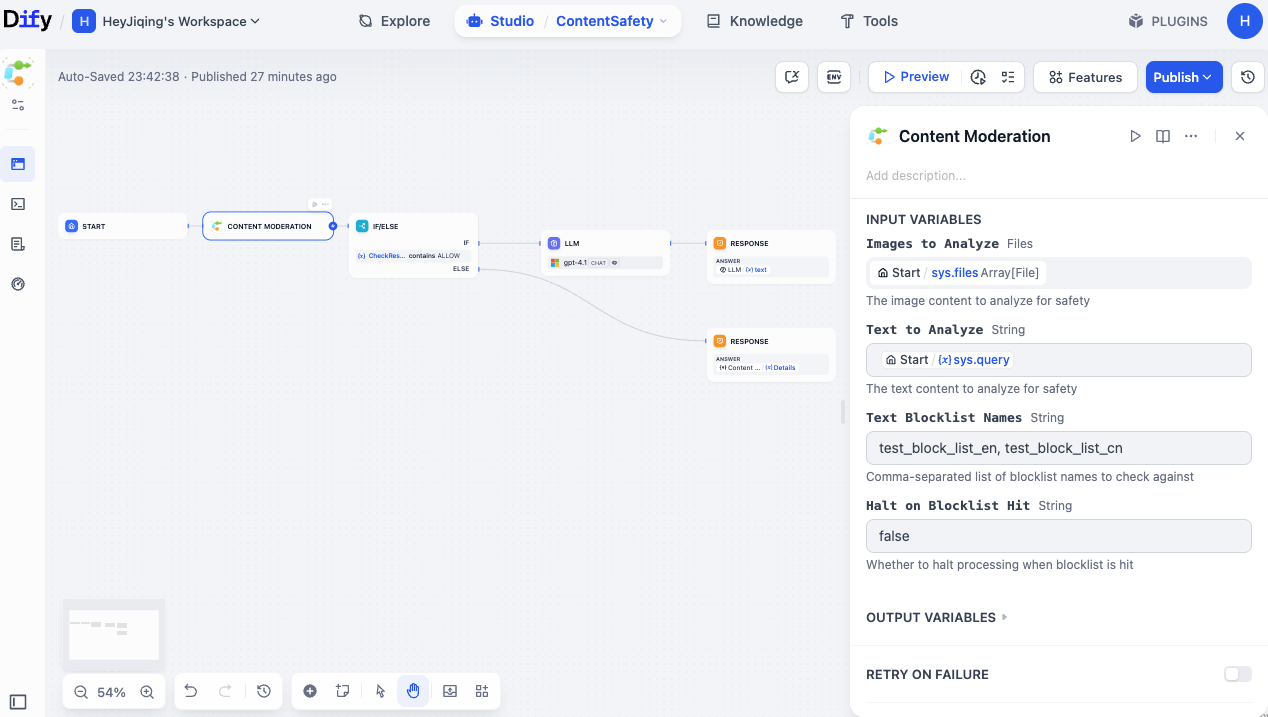 Dify / H HeyJiqing's Workspace Explore Studio / ContentSafety Knowledge Tools PLUGINS H
Auto-Saved 23:42:38 · Published 27 minutes ago
ENV Preview Features Publish
START
CONTENT MODERATION
IF/ELSE
IF
{x} CheckRes... contains ALLOW
ELSE
LLM
gpt-4.1 CHAT
RESPONSE
ANSWER
LLM {x} text
RESPONSE
ANSWER
Content ... / {x} Details
54%
Content Moderation
Add description...
INPUT VARIABLES
Images to Analyze Files
Start / sys.files Array[File]
The image content to analyze for safety
Text to Analyze String
Start / {x} sys.query
The text content to analyze for safety
Text Blocklist Names String
test_block_list_en, test_block_list_cn
Comma-separated list of blocklist names to check against
Halt on Blocklist Hit String
false
Whether to halt processing when blocklist is hit
OUTPUT VARIABLES
RETRY ON FAILURE